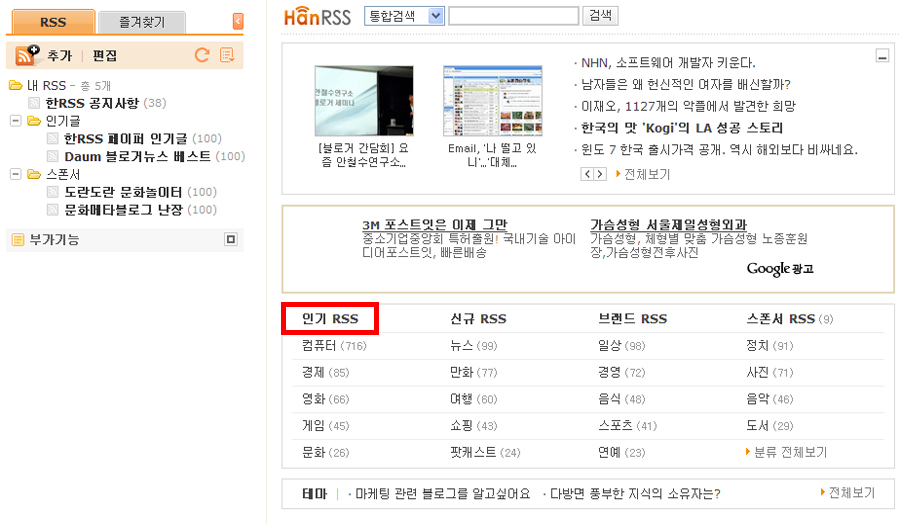 RSS 즐겨찾기
추가 | 편집
내 RSS - 총 5개
한RSS 공지사항 (38)
인기글
한RSS 페이퍼 인기글 (100)
Daum 블로거뉴스 베스트 (100)
스폰서
도란도란 문화놀이터 (100)
문화메타블로그 난장 (100)
부가기능
HanRSS 통합검색 검색
안철수연구소
블로거 세미나
[블로거 간담회] 요즘 안철수연구소...
Email, '나 떨고 있니'...'대체...
· NHN, 소프트웨어 개발자 키운다.
· 남자들은 왜 헌신적인 여자를 배신할까?
· 이재오, 1127개의 악플에서 발견한 희망
· 한국의 맛 'Kogi'의 LA 성공 스토리
· 윈도 7 한국 출시가격 공개. 역시 해외보다 비싸네요.
전체보기
3M 포스트잇은 이제 그만
중소기업중앙회 특허출원! 국내기술 아이
디어포스트잇, 빠른배송
가슴성형 서울제일성형외과
가슴성형, 체형별 맞춤 가슴성형 노종훈원
장,가슴성형전후사진
Google 광고
인기 RSS 신규 RSS 브랜드 RSS 스폰서 RSS (9)
컴퓨터 (716) 뉴스 (99) 일상 (98) 정치 (91)
경제 (85) 만화 (77) 경영 (72) 사진 (71)
영화 (66) 여행 (60) 음식 (48) 음악 (46)
게임 (45) 쇼핑 (43) 스포츠 (41) 도서 (29)
문화 (26) 팟캐스트 (24) 연예 (23) 분류 전체보기
테마 | · 마케팅 관련 블로그를 알고싶어요 · 다방면 풍부한 지식의 소유자는? 전체보기